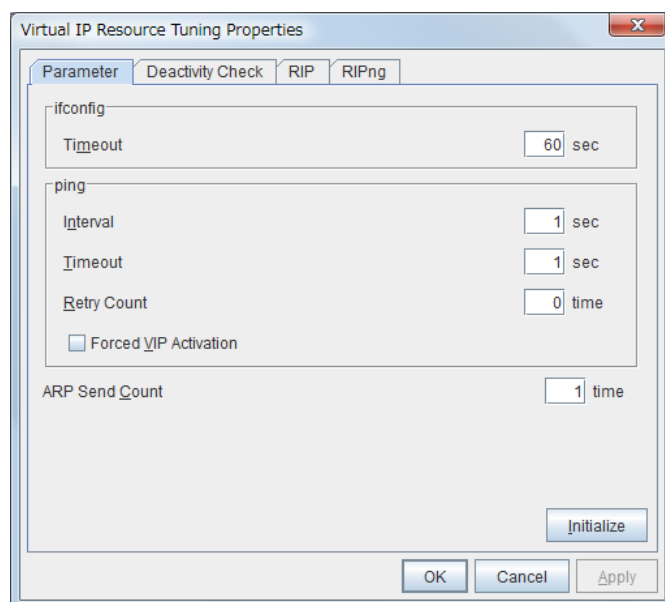 Virtual IP Resource Tuning Properties
Parameter Deactivity Check RIP RIPng
ifconfig
Timeout 60 sec
ping
Interval 1 sec
Timeout 1 sec
Retry Count 0 time
Forced VIP Activation
ARP Send Count 1 time
Initialize
OK Cancel Apply